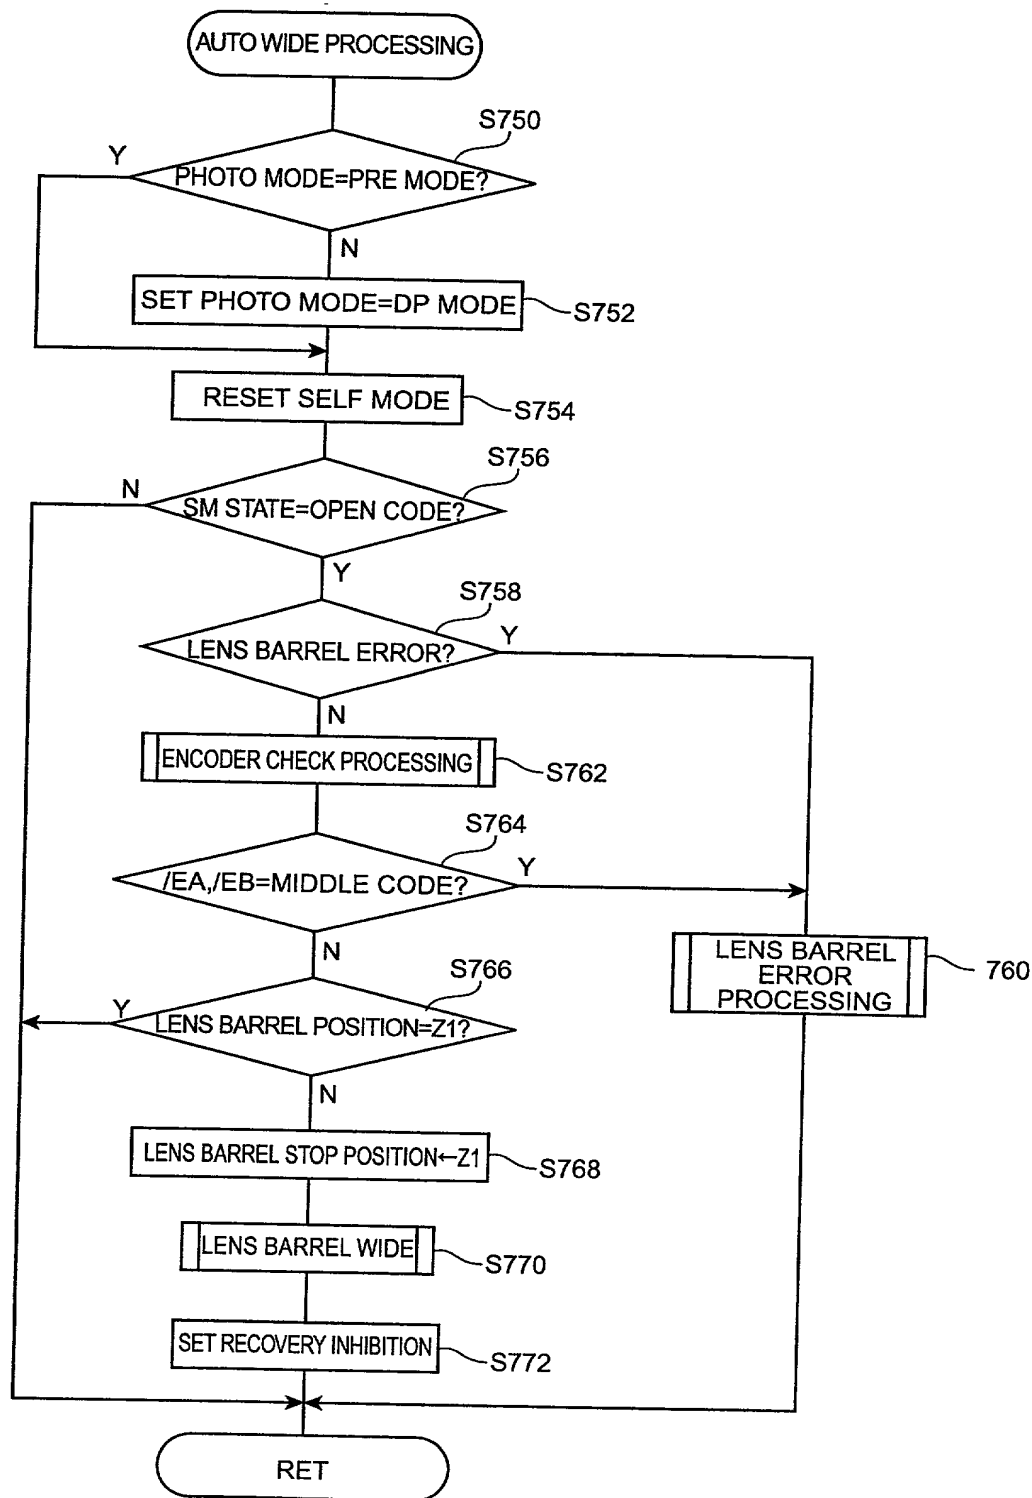 AUTO WIDE PROCESSING
S750
Y
PHOTO MODE=PRE MODE?
N
SET PHOTO MODE=DP MODE
S752
RESET SELF MODE
S754
S756
N
SM STATE=OPEN CODE?
Y
S758
LENS BARREL ERROR?
Y
N
ENCODER CHECK PROCESSING
S762
S764
/EA,/EB=MIDDLE CODE?
Y
N
LENS BARREL
ERROR
PROCESSING
760
S766
Y
LENS BARREL POSITION=Z1?
N
LENS BARREL STOP POSITION←Z1
S768
LENS BARREL WIDE
S770
SET RECOVERY INHIBITION
S772
RET